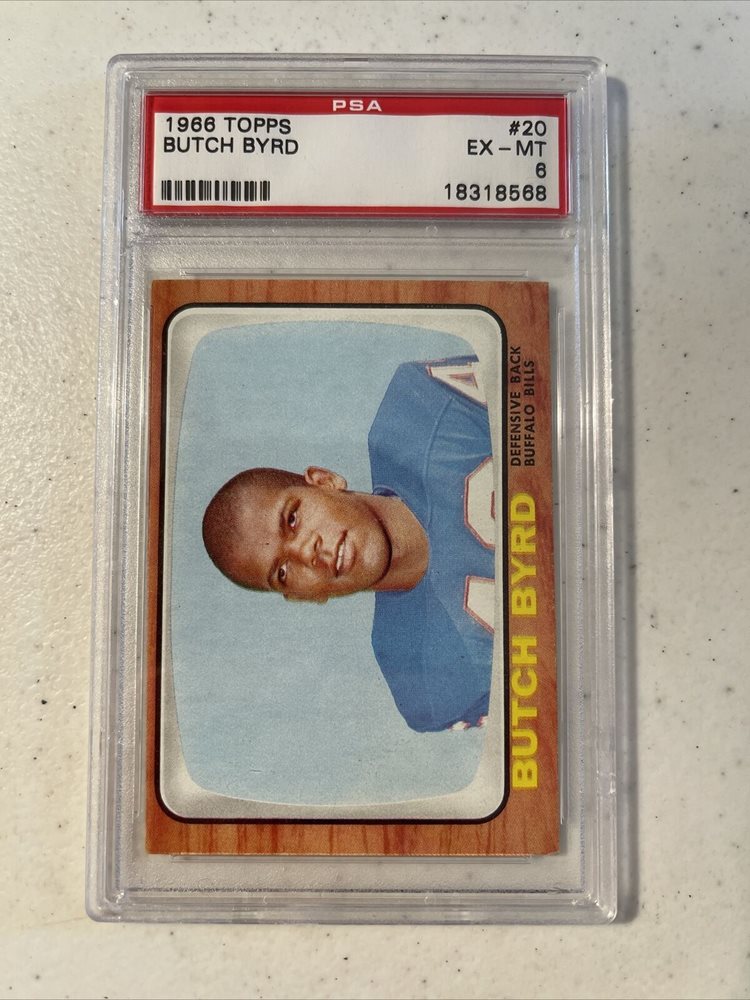 PSA
1966 TOPPS #20
BUTCH BYRD EX-MT
6
18318568
DEFENSIVE BACK
BUFFALO BILLS
BUTCH BYRD